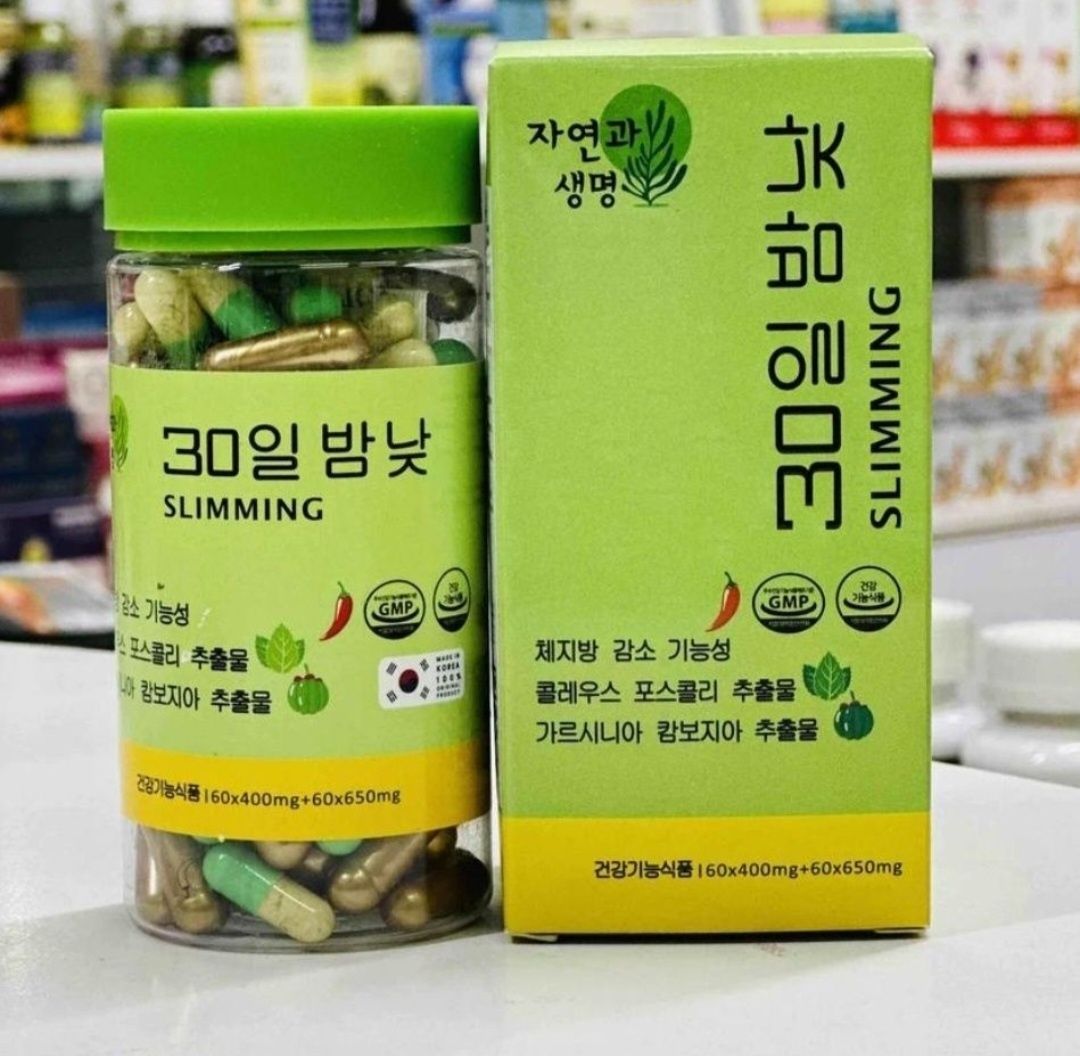 30일 밤낮
SLIMMING
감소 기능성
포스콜리 추출물
캄보지아 추출물
GMP
건강
기능식품
MADE IN
KOREA
100%
ORIGINAL
PRODUCT
건강기능식품 | 60x400mg+60x650mg
자연과
생명
30일 밤낮
SLIMMING
GMP
건강
기능식품
체지방 감소 기능성
콜레우스 포스콜리 추출물
가르시니아 캄보지아 추출물
건강기능식품 | 60x400mg+60x650mg